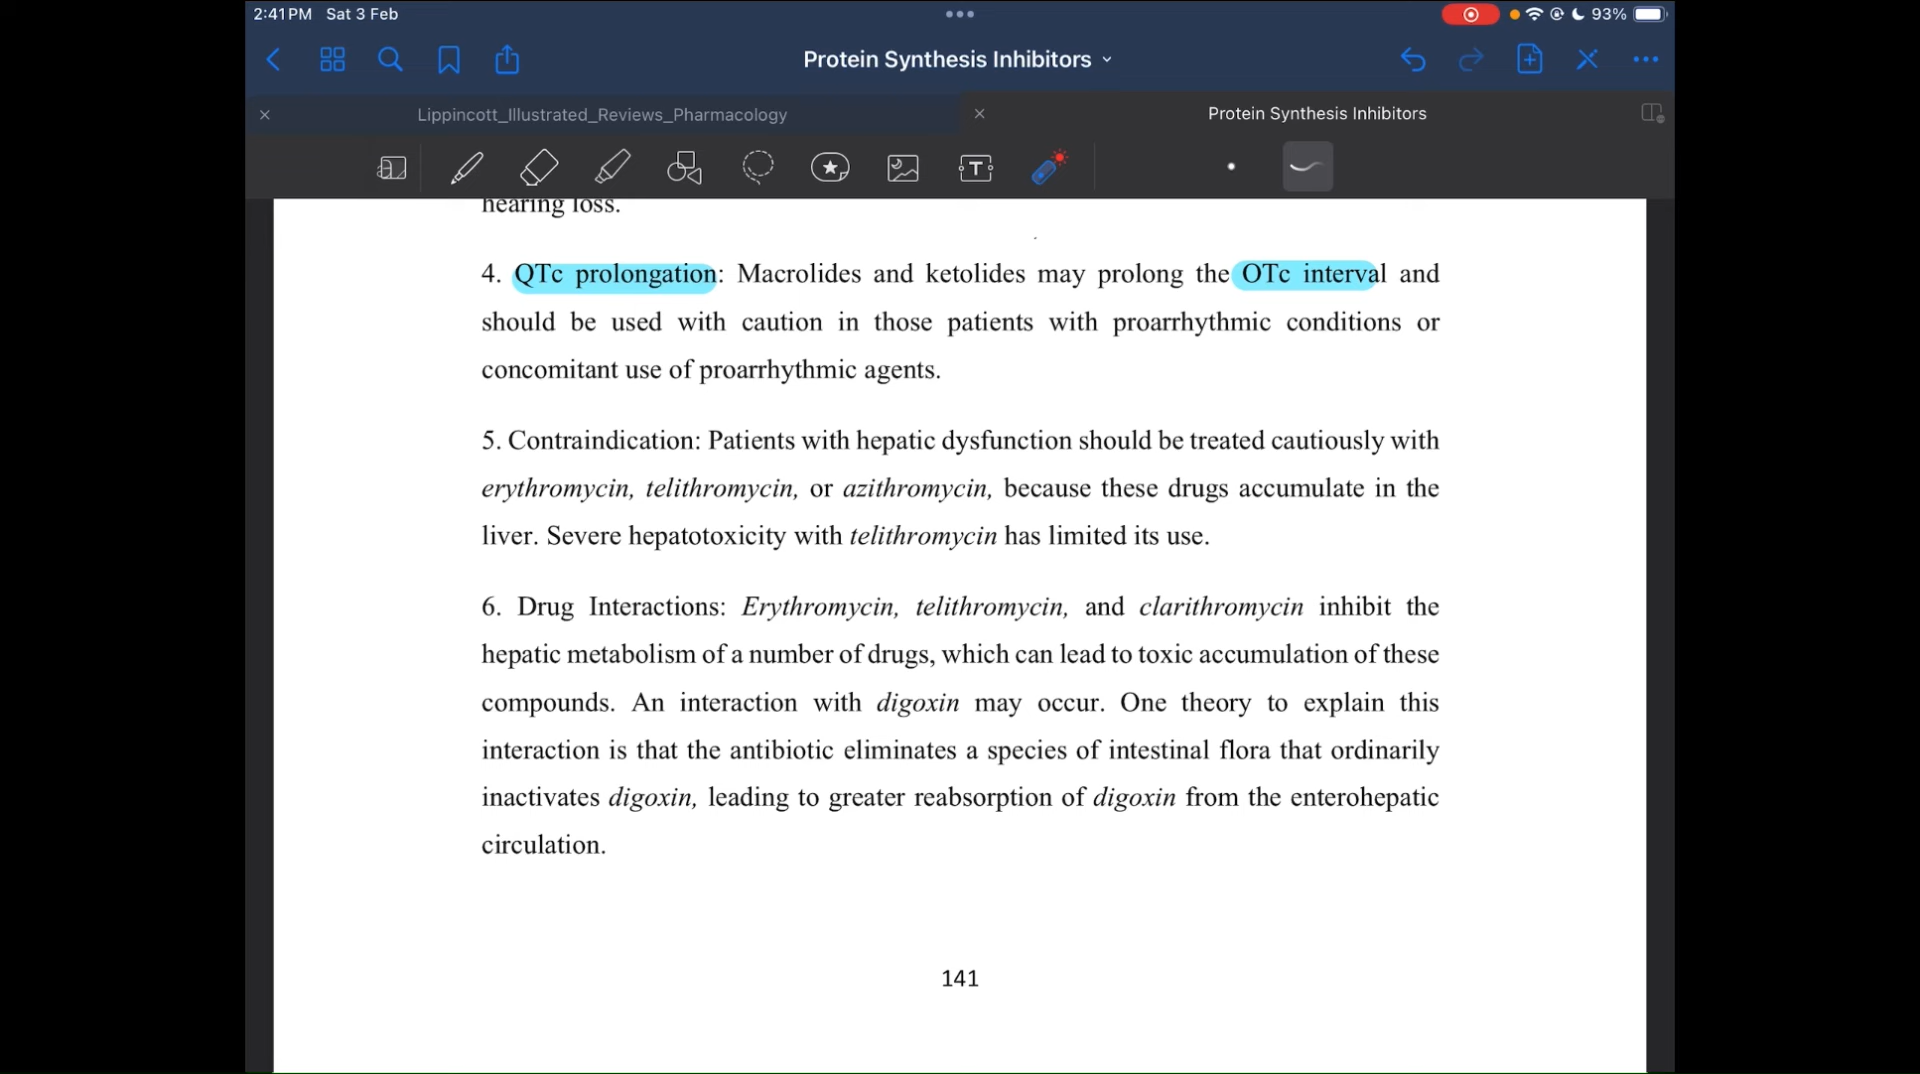 2:41 PM Sat 3 Feb
93%
Protein Synthesis Inhibitors
Lippincott_Illustrated_Reviews_Pharmacology
Protein Synthesis Inhibitors
hearing loss.
4. QTc prolongation: Macrolides and ketolides may prolong the OTc interval and
should be used with caution in those patients with proarrhythmic conditions or
concomitant use of proarrhythmic agents.
5. Contraindication: Patients with hepatic dysfunction should be treated cautiously with
erythromycin, telithromycin, or azithromycin, because these drugs accumulate in the
liver. Severe hepatotoxicity with telithromycin has limited its use.
6. Drug Interactions: Erythromycin, telithromycin, and clarithromycin inhibit the
hepatic metabolism of a number of drugs, which can lead to toxic accumulation of these
compounds. An interaction with digoxin may occur. One theory to explain this
interaction is that the antibiotic eliminates a species of intestinal flora that ordinarily
inactivates digoxin, leading to greater reabsorption of digoxin from the enterohepatic
circulation.
141